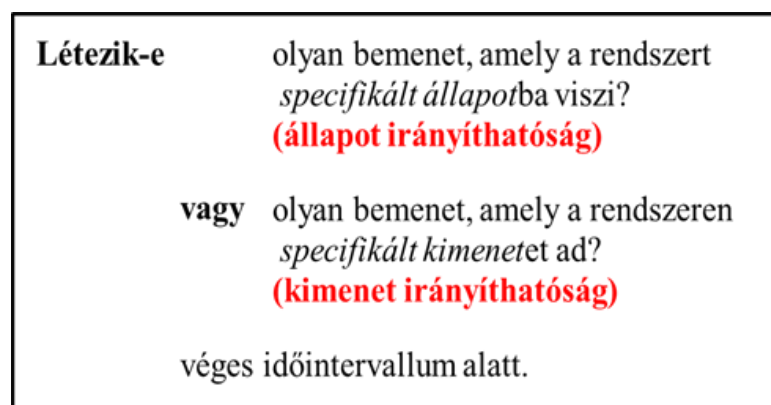 Létezik-e olyan bemenet, amely a rendszert
specifikált állapotba viszi?
(állapot irányíthatóság)
vagy olyan bemenet, amely a rendszeren
specifikált kimenetet ad?
(kimenet irányíthatóság)
véges időintervallum alatt.